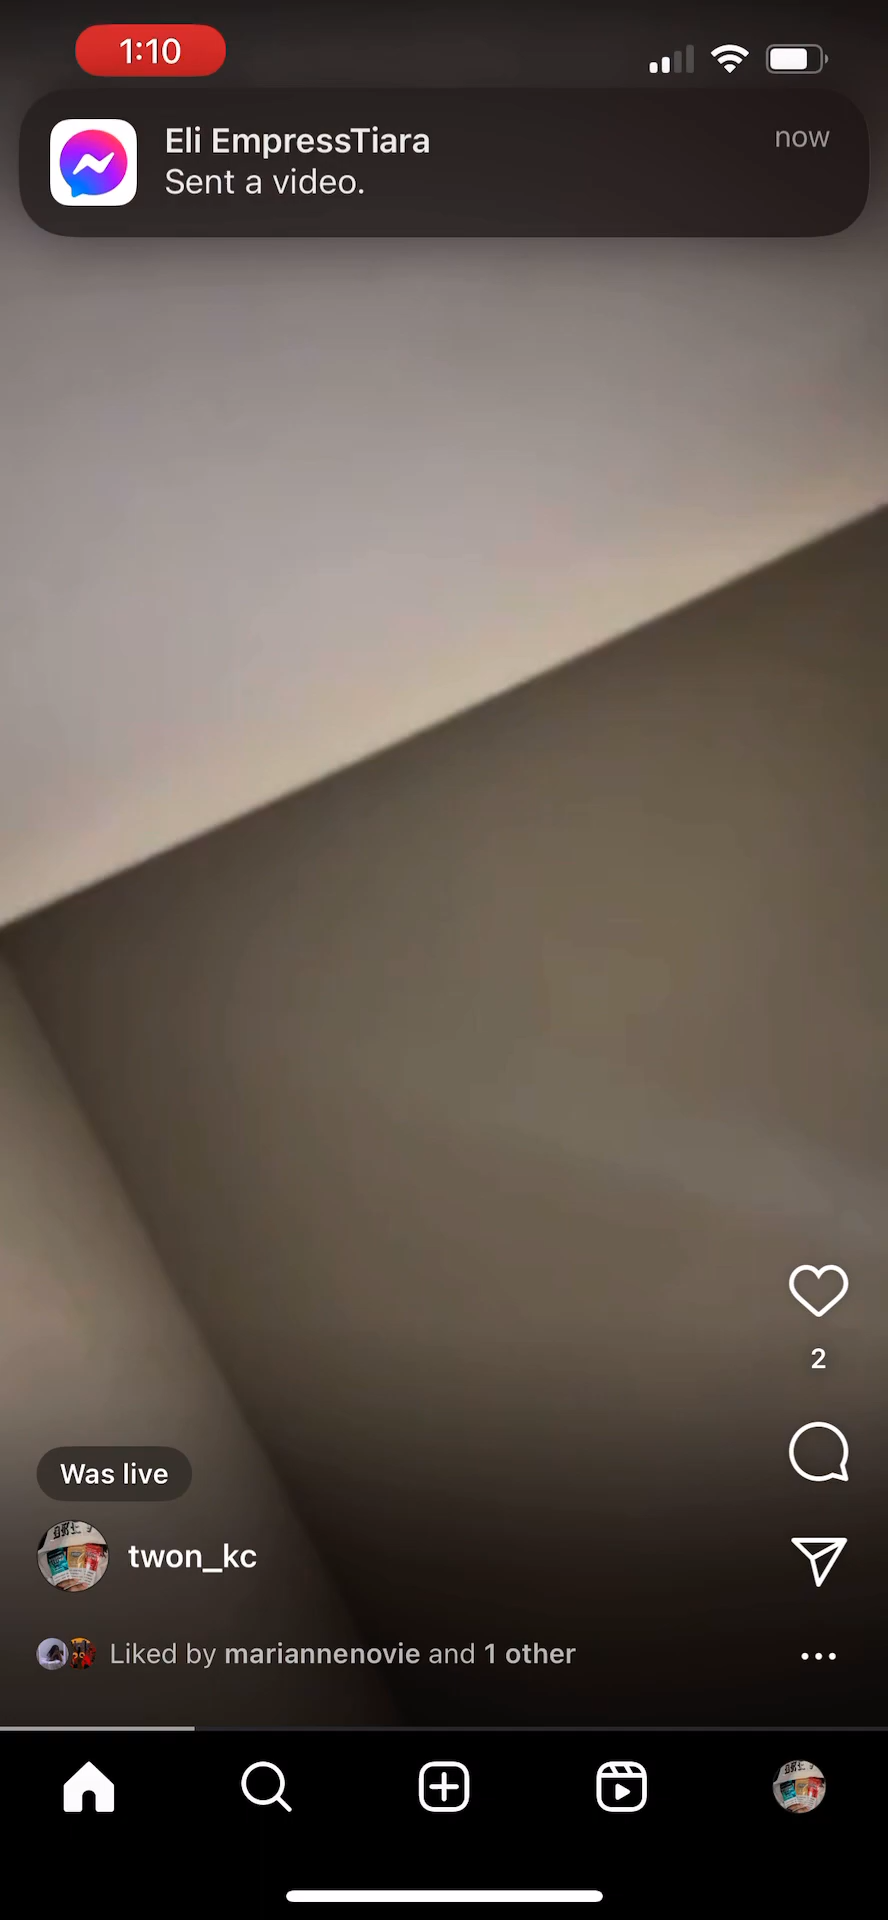 1:10
Eli EmpressTiara
now
Sent a video.
2
Was live
twon_kc
Liked by mariannenovie and 1 other